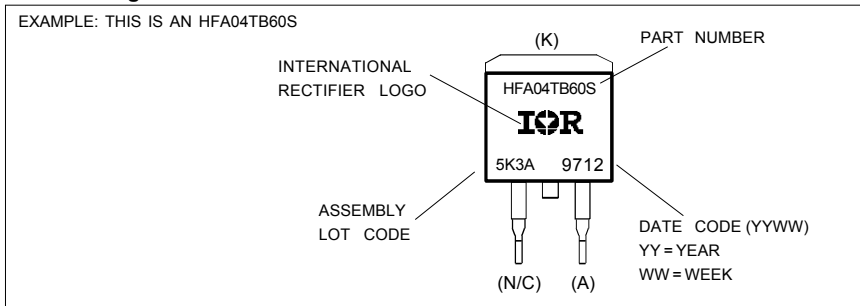 EXAMPLE: THIS IS AN HFA04TB60S
(K)
PART NUMBER
INTERNATIONAL
RECTIFIER LOGO
HFA04TB60S
IOR
5K3A 9712
ASSEMBLY
LOT CODE
DATE CODE (YYWW)
YY = YEAR
WW = WEEK
(N/C) (A)